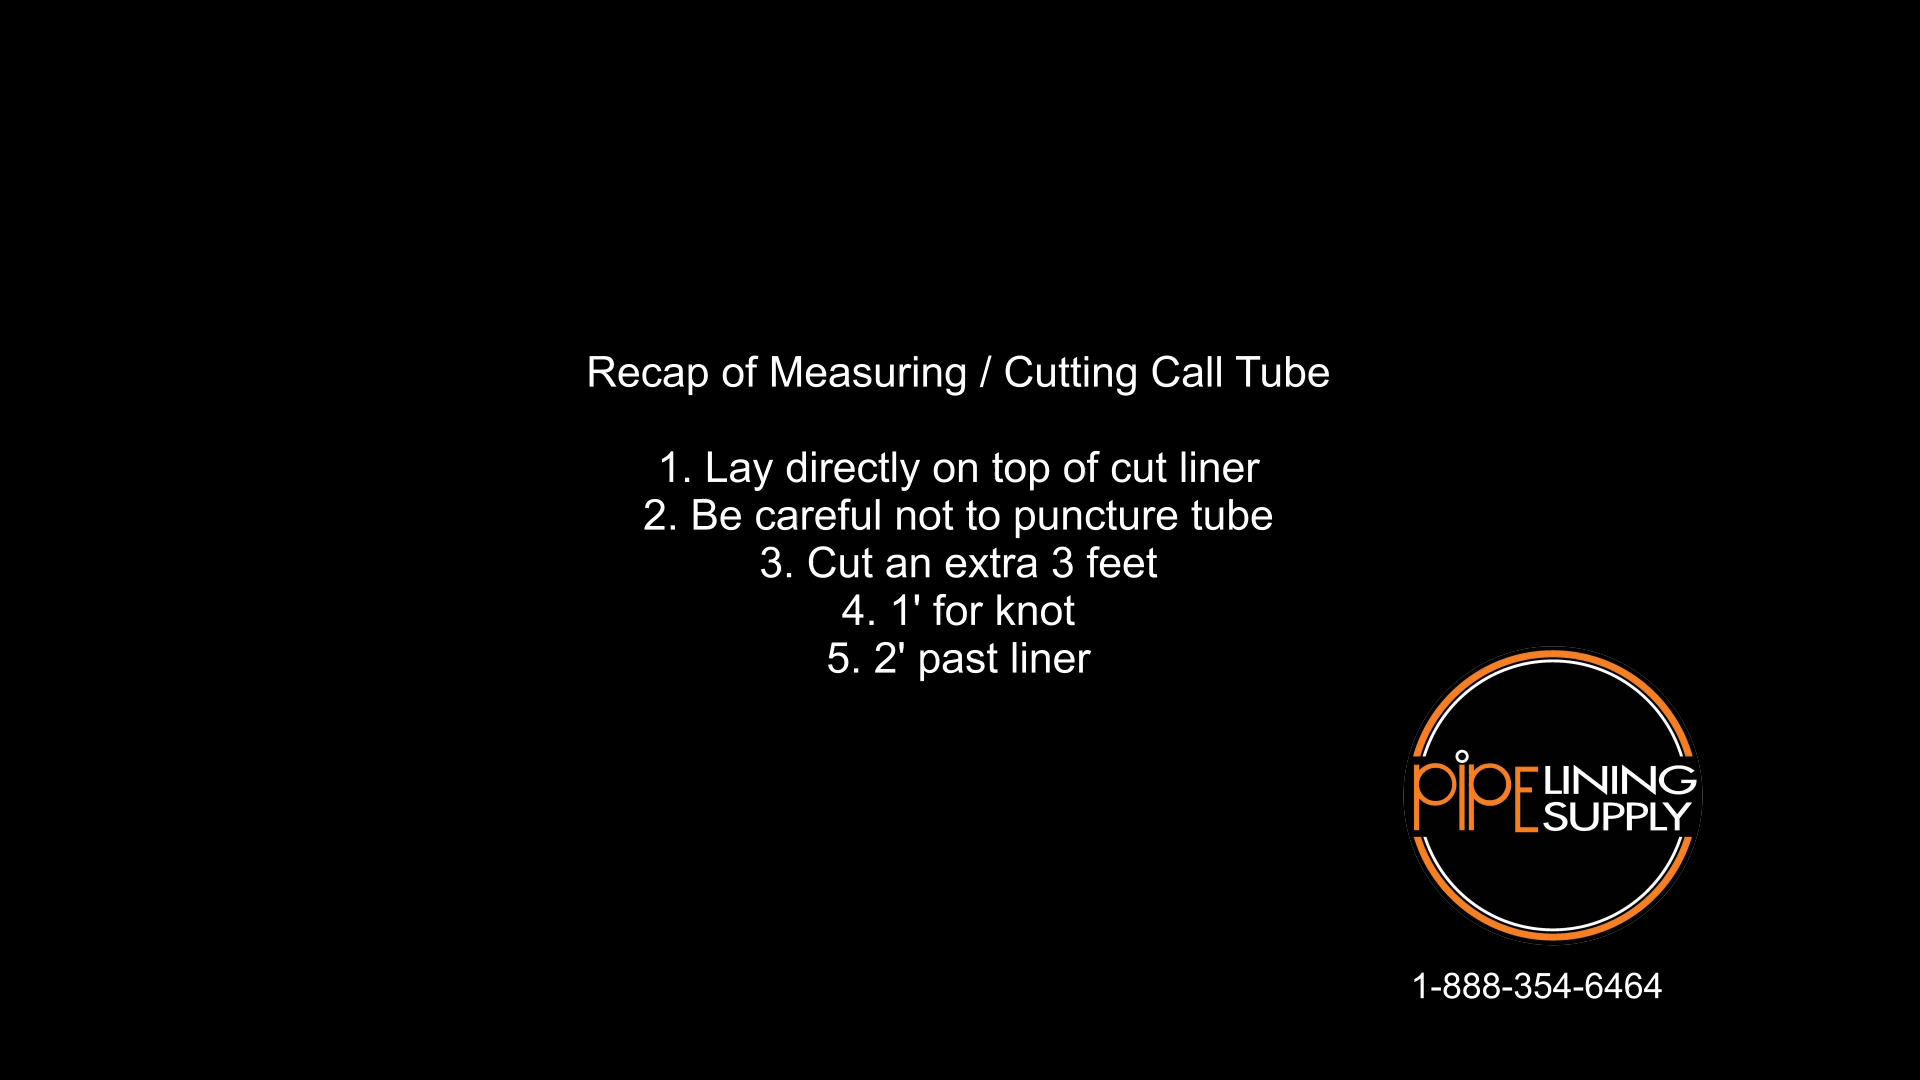 Recap of Measuring / Cutting Call Tube
1. Lay directly on top of cut liner
2. Be careful not to puncture tube
3. Cut an extra 3 feet
4. 1' for knot
5. 2' past liner
PIPE LINING
SUPPLY
1-888-354-6464